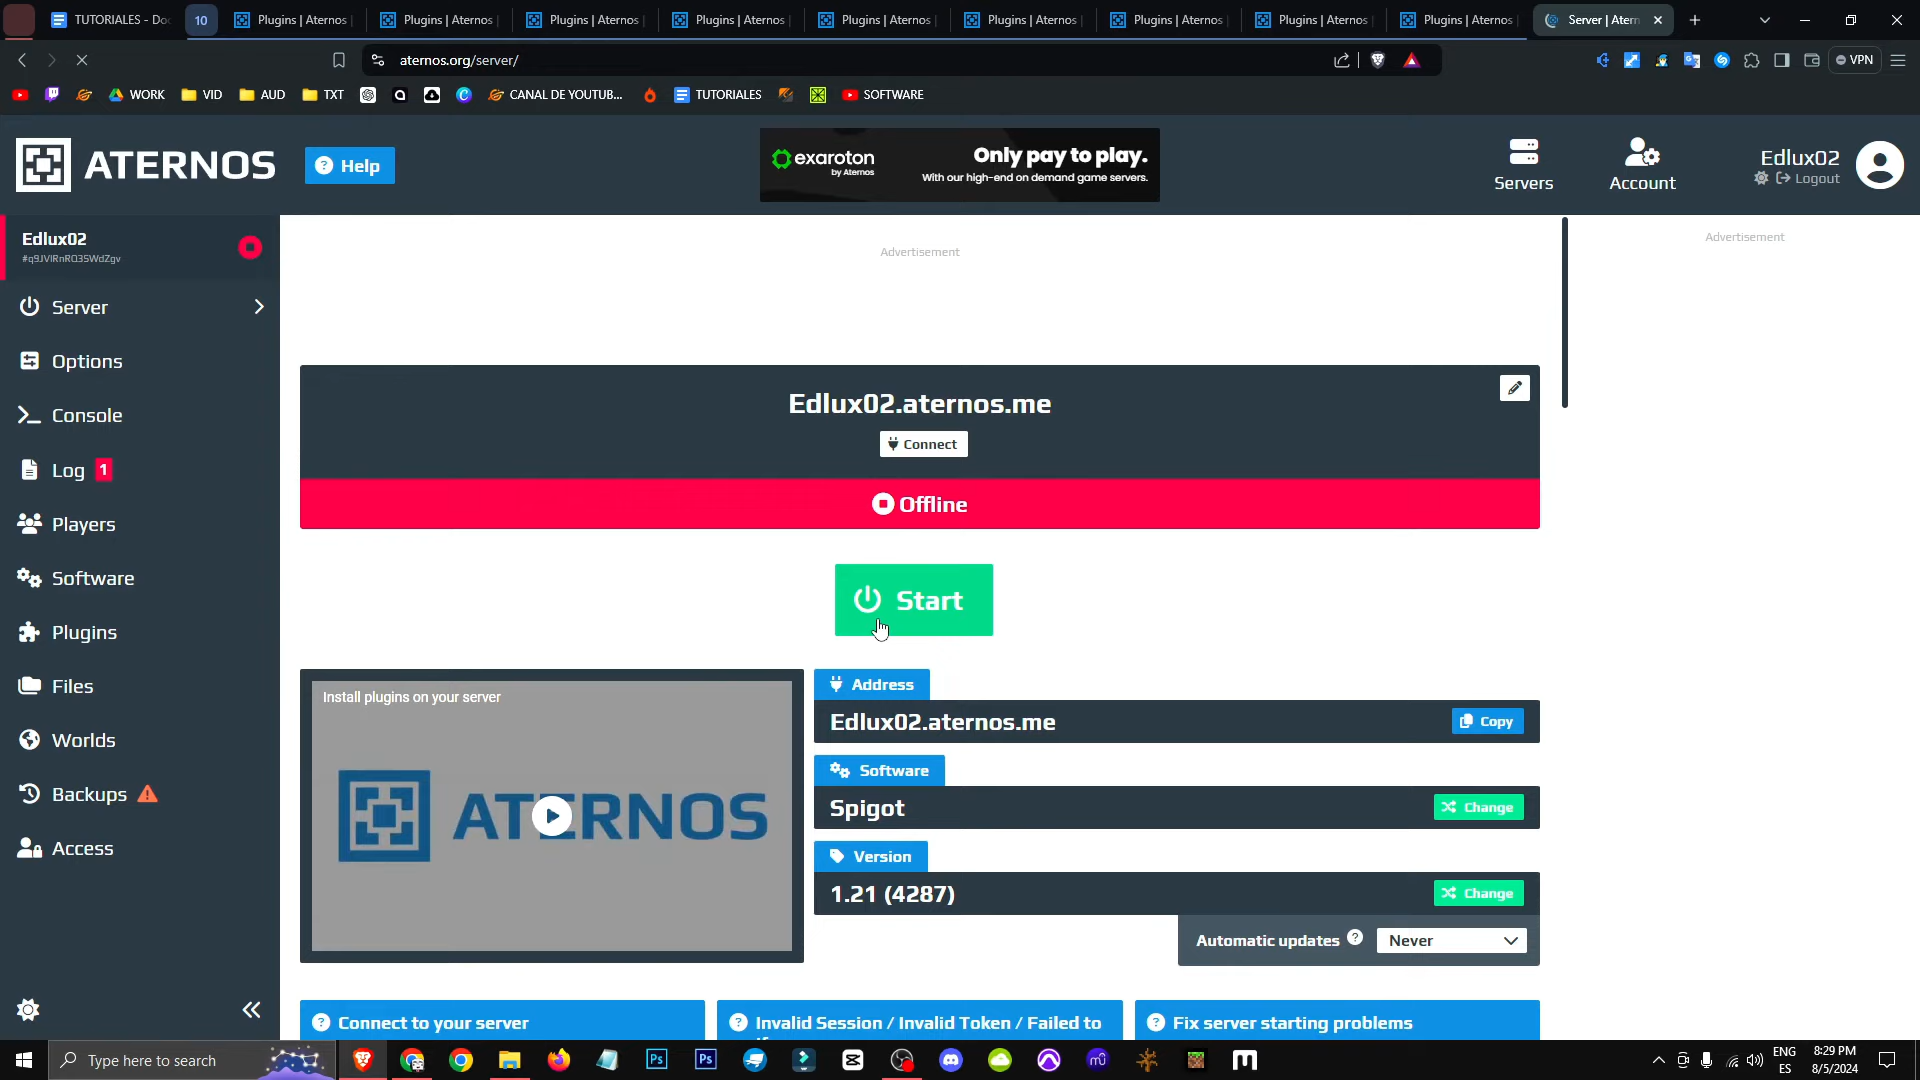 TUTORIALES - Doc
10
Plugins | Aternos
Plugins | Aternos
Plugins | Aternos
Plugins | Aternos
Plugins | Aternos
Plugins | Aternos
Plugins | Aternos
Plugins | Aternos
Plugins | Aternos
Server | Atern
aternos.org/server/
VPN
WORK
VID
AUD
TXT
CANAL DE YOUTUB...
TUTORIALES
SOFTWARE
ATERNOS
Help
exaroton
by Aternos
Only pay to play.
With our high-end on demand game servers.
Servers
Account
Edlux02
Logout
Edlux02
Server
Options
Console
Log 1
Players
Software
Plugins
Files
Worlds
Backups
Access
Advertisement
Advertisement
Edlux02.aternos.me
Connect
Offline
Start
Install plugins on your server
ATERNOS
Address
Edlux02.aternos.me
Copy
Software
Spigot
Change
Version
1.21 (4287)
Change
Automatic updates
Never
Connect to your server
Invalid Session / Invalid Token / Failed to
Fix server starting problems
Type here to search
Ps
Ps
ENG
ES
8:29 PM
8/5/2024